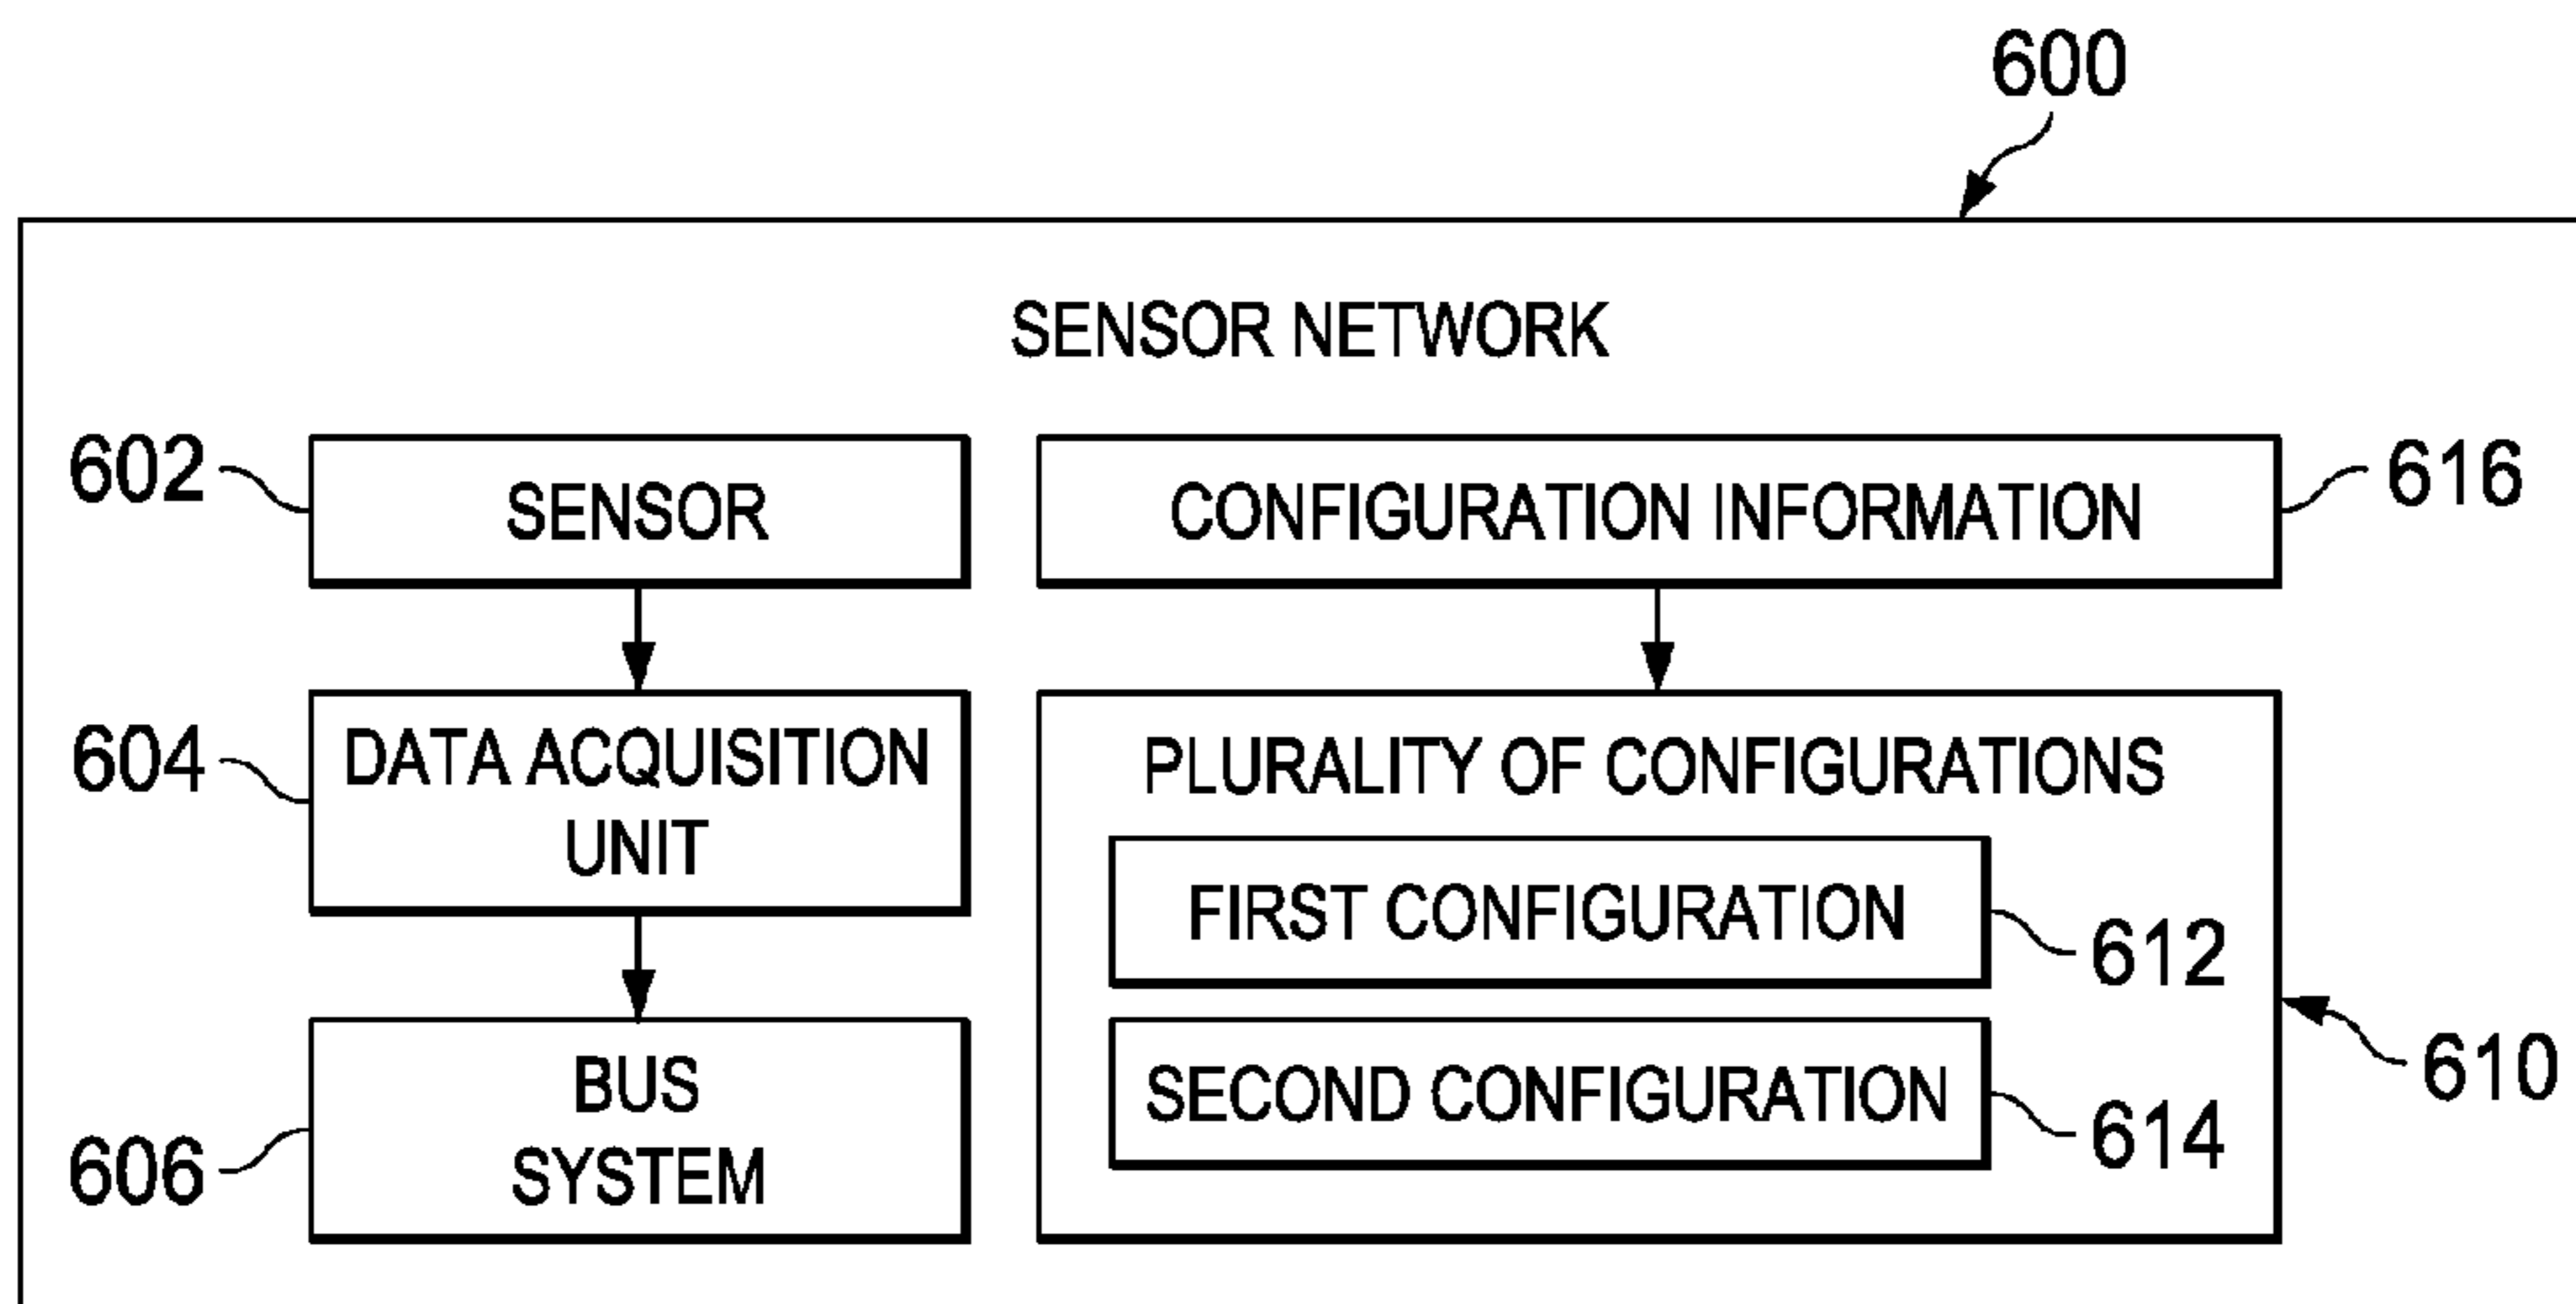 600
SENSOR NETWORK
602
SENSOR
CONFIGURATION INFORMATION
616
604
DATA ACQUISITION
UNIT
PLURALITY OF CONFIGURATIONS
FIRST CONFIGURATION
612
606
BUS
SYSTEM
SECOND CONFIGURATION
614
610